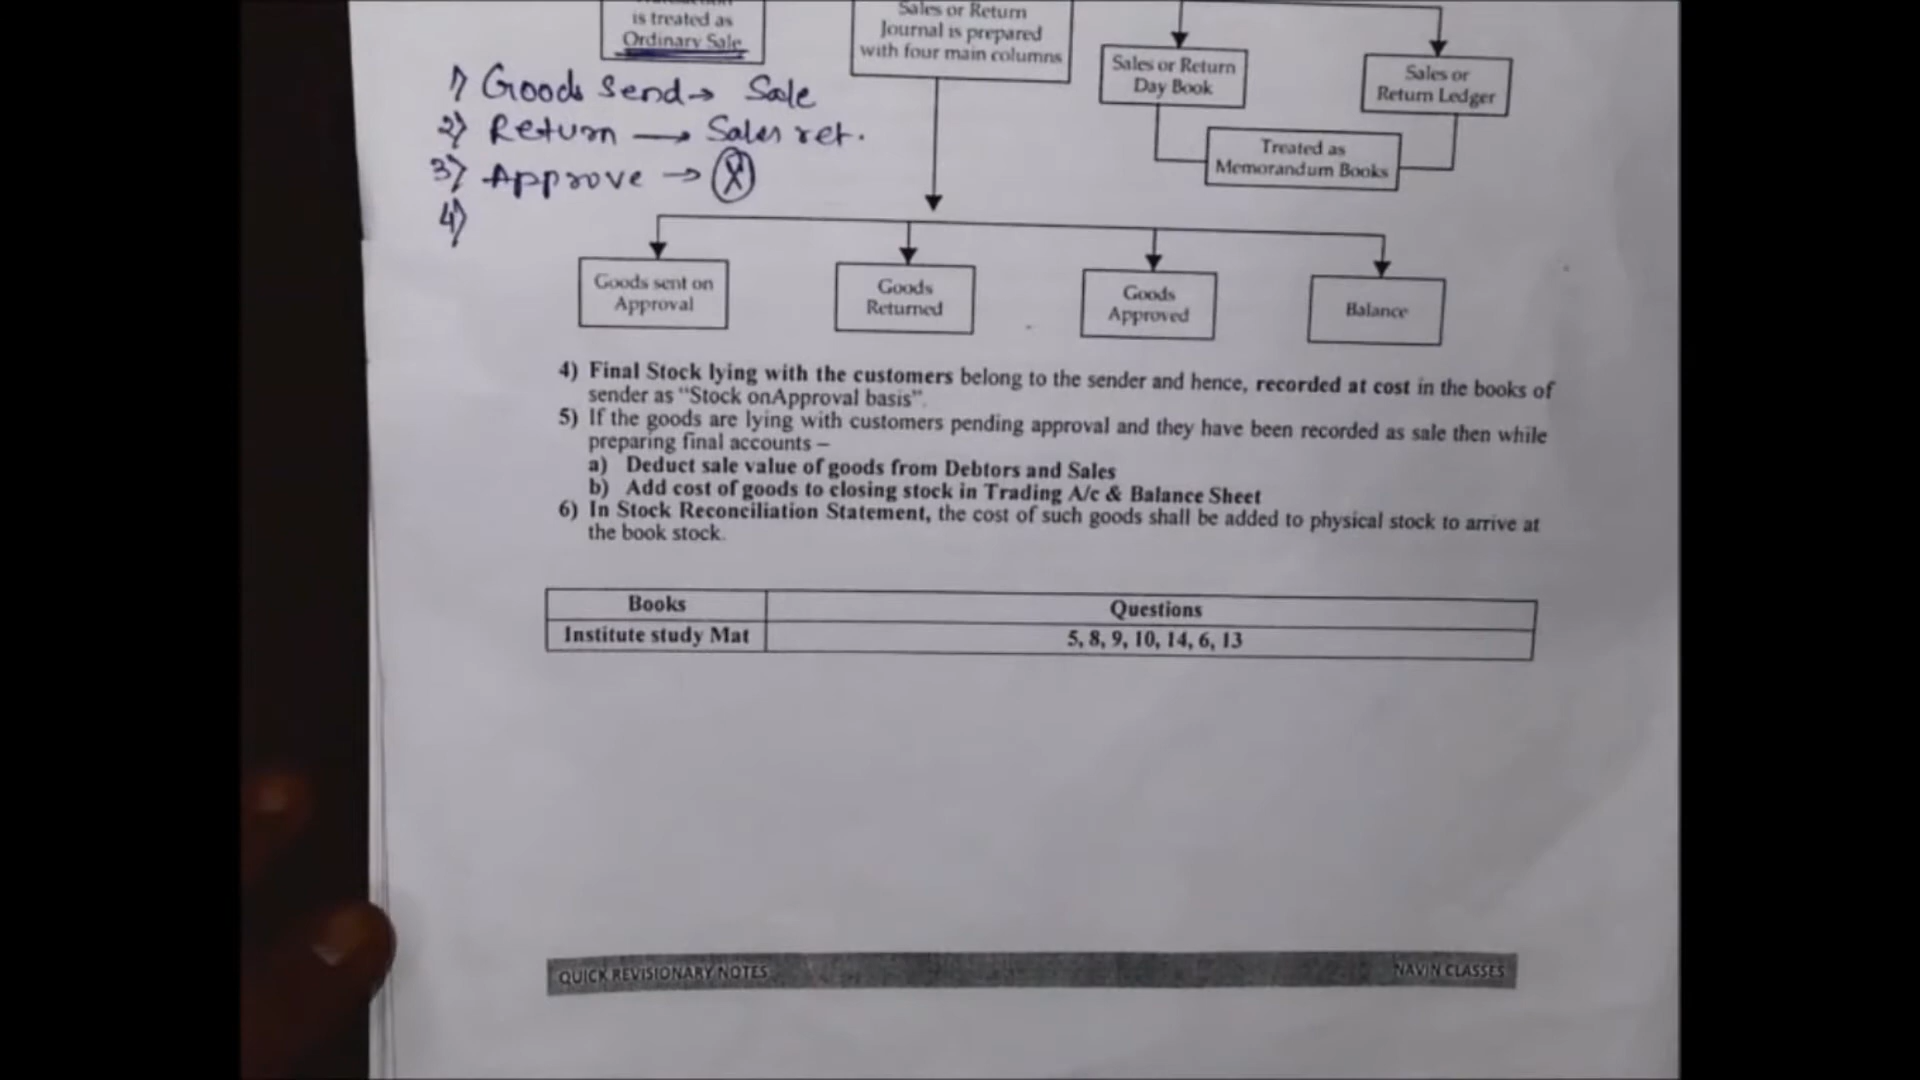 is treated as
Ordinary Sale
Sales or Return
Journal is prepared
with four main columns
Sales or Return
Day Book
Sales or
Return Ledger
Treated as
Memorandum Books
1) Goods Send → Sale
2) Return → Sales ret.
3) Approve → X
4)
Goods sent on
Approval
Goods
Returned
Goods
Approved
Balance
4) Final Stock lying with the customers belong to the sender and hence, recorded at cost in the books of
sender as "Stock onApproval basis".
5) If the goods are lying with customers pending approval and they have been recorded as sale then while
preparing final accounts –
a) Deduct sale value of goods from Debtors and Sales
b) Add cost of goods to closing stock in Trading A/c & Balance Sheet
6) In Stock Reconciliation Statement, the cost of such goods shall be added to physical stock to arrive at
the book stock.
Books Questions
Institute study Mat 5, 8, 9, 10, 14, 6, 13
QUICK REVISIONARY NOTES NAVIN CLASSES